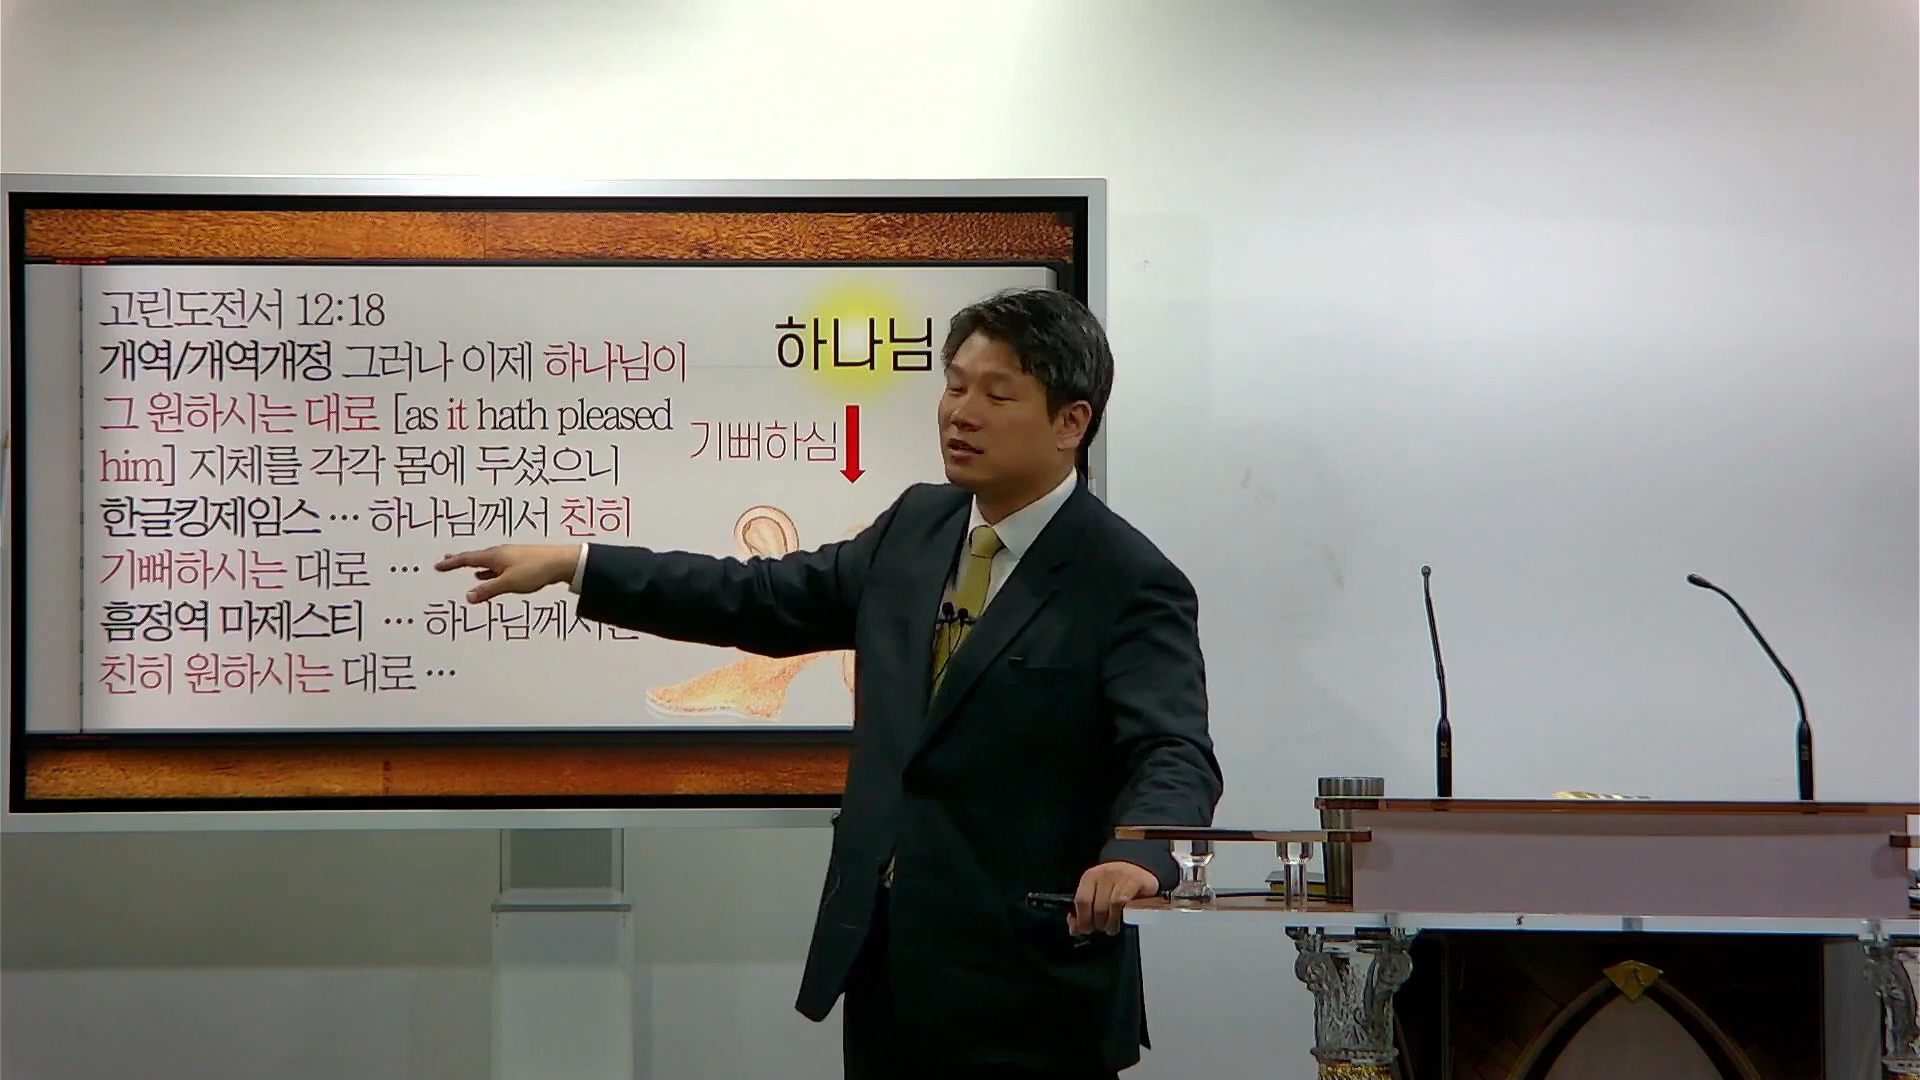 고린도전서 12:18
개역/개역개정 그러나 이제 하나님이
그 원하시는 대로 [as it hath pleased
him] 지체를 각각 몸에 두셨으니
한글킹제임스 … 하나님께서 친히
기뻐하시는 대로 …
흠정역 마제스티 … 하나님께서는
친히 원하시는 대로 …
하나님
기뻐하심